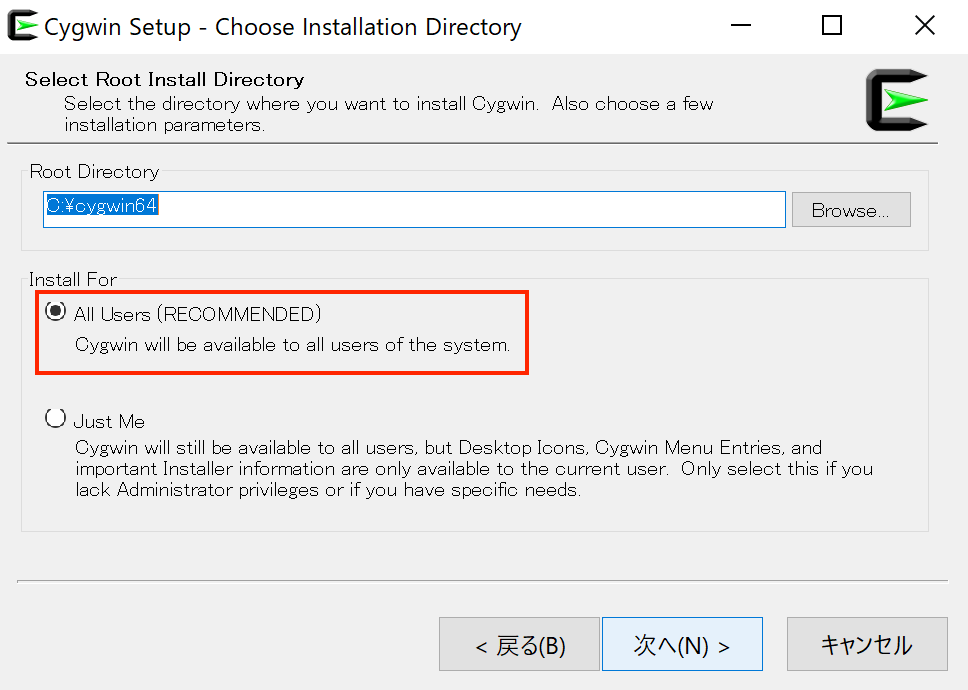 Cygwin Setup - Choose Installation Directory
Select Root Install Directory
Select the directory where you want to install Cygwin.  Also choose a few
installation parameters.
Root Directory
C:¥cygwin64
Browse...
Install For
All Users (RECOMMENDED)
Cygwin will be available to all users of the system.
Just Me
Cygwin will still be available to all users, but Desktop Icons, Cygwin Menu Entries, and
important Installer information are only available to the current user.  Only select this if you
lack Administrator privileges or if you have specific needs.
< 戻る(B)
次へ(N) >
キャンセル